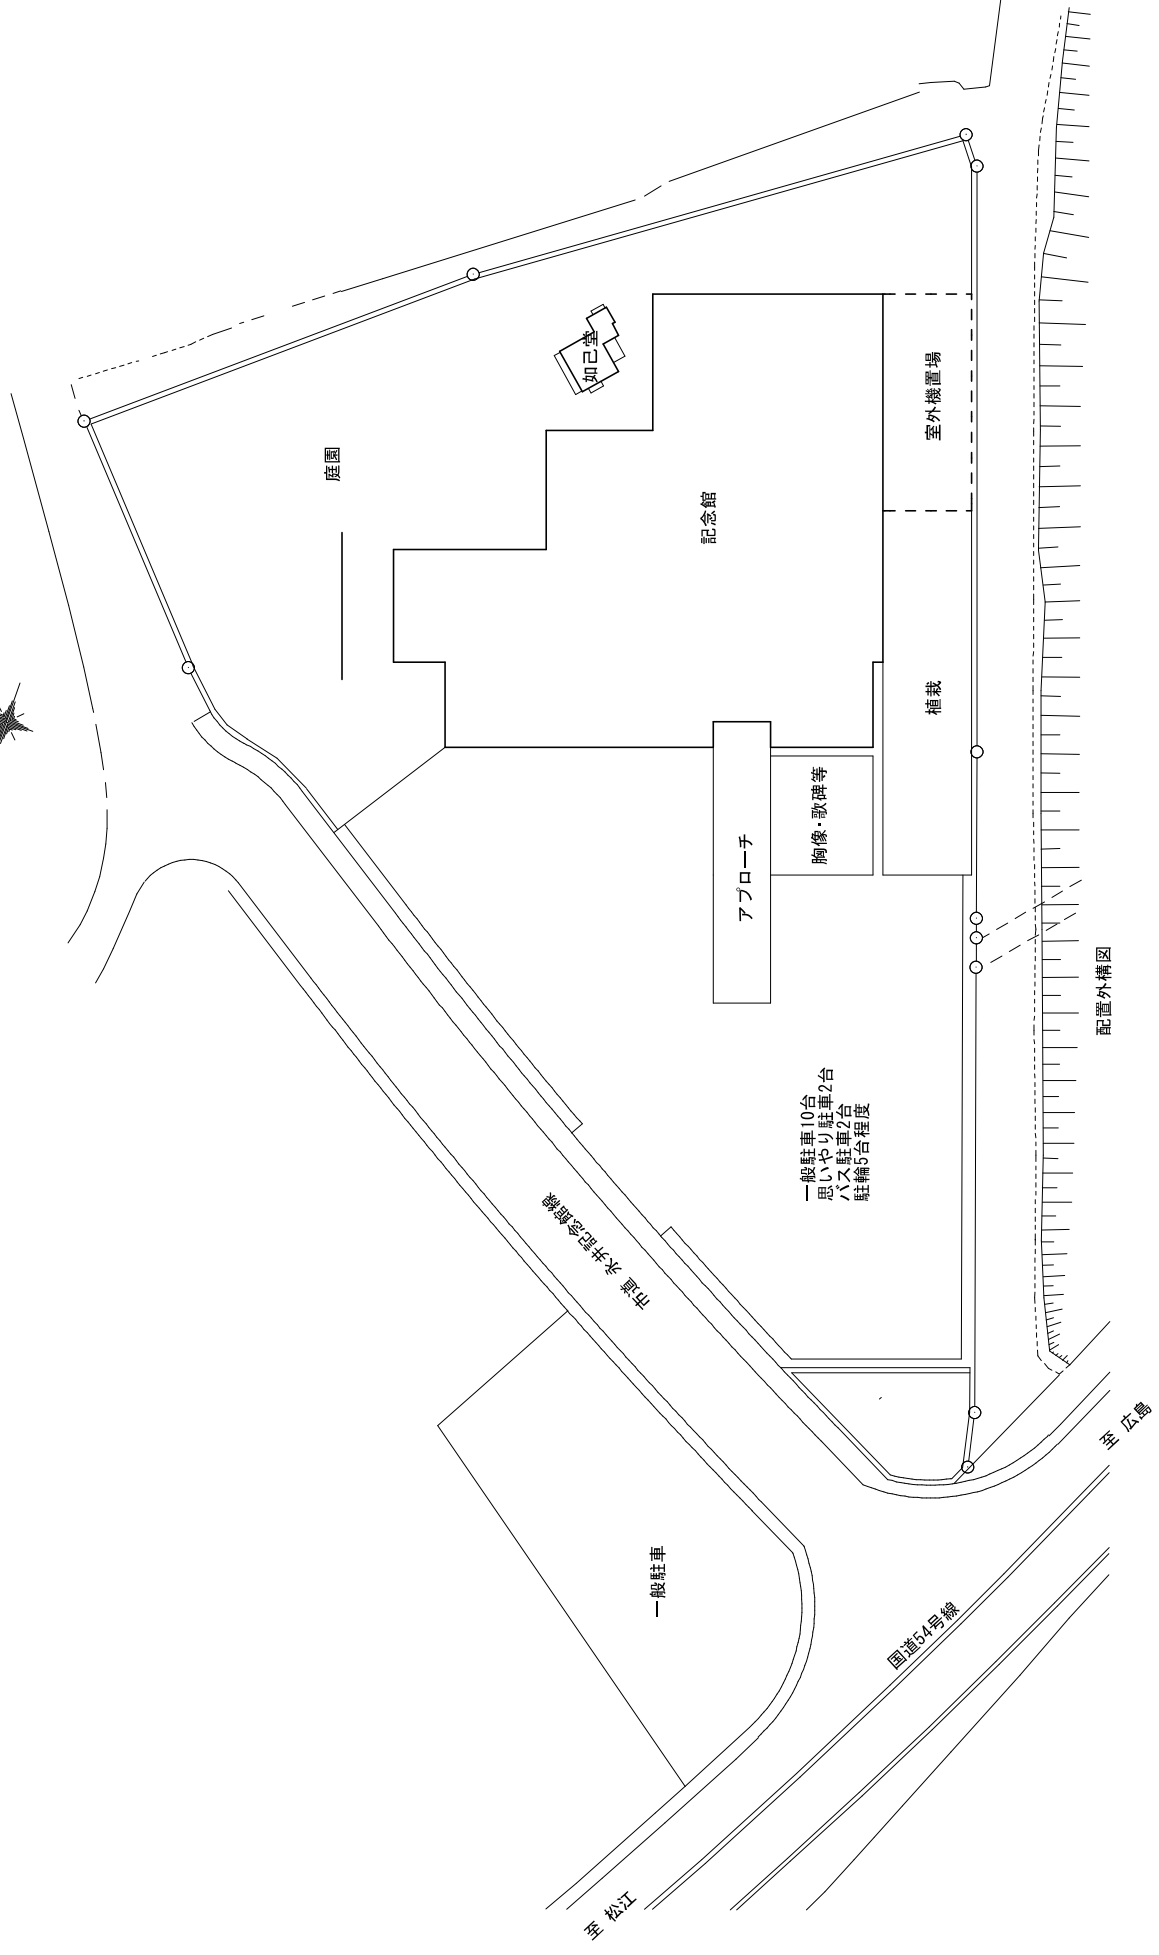 庭園
如己堂
記念館
室外機置場
植栽
胸像・歌碑等
アプローチ
一般駐車10台
思いやり駐車2台
バス駐車2台
駐輪5台程度
市道 永井記念館線
一般駐車
国道54号線
至 松江
至 広島
配置外構図